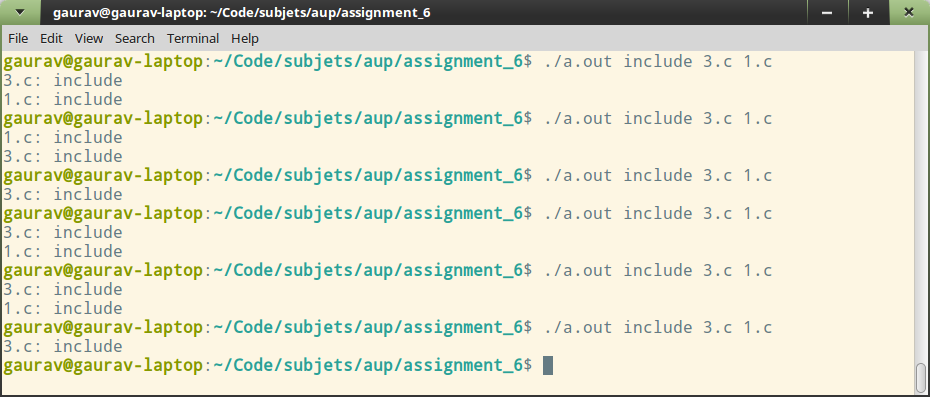 gaurav@gaurav-laptop: ~/Code/subjets/aup/assignment_6
File Edit View Search Terminal Help
gaurav@gaurav-laptop:~/Code/subjets/aup/assignment_6$ ./a.out include 3.c 1.c
3.c: include
1.c: include
gaurav@gaurav-laptop:~/Code/subjets/aup/assignment_6$ ./a.out include 3.c 1.c
1.c: include
3.c: include
gaurav@gaurav-laptop:~/Code/subjets/aup/assignment_6$ ./a.out include 3.c 1.c
3.c: include
gaurav@gaurav-laptop:~/Code/subjets/aup/assignment_6$ ./a.out include 3.c 1.c
3.c: include
1.c: include
gaurav@gaurav-laptop:~/Code/subjets/aup/assignment_6$ ./a.out include 3.c 1.c
3.c: include
1.c: include
gaurav@gaurav-laptop:~/Code/subjets/aup/assignment_6$ ./a.out include 3.c 1.c
3.c: include
gaurav@gaurav-laptop:~/Code/subjets/aup/assignment_6$